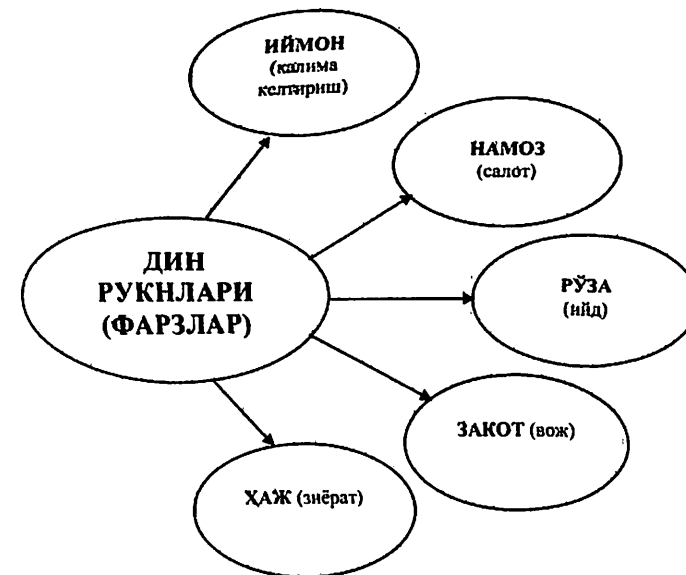 ИЙМОН
(калима
келтириш)
НАМОЗ
(салот)
ДИН
РУКНЛАРИ
(ФАРЗЛАР)
РЎЗА
(ийд)
ЗАКОТ (вож)
ҲАЖ (зиёрат)